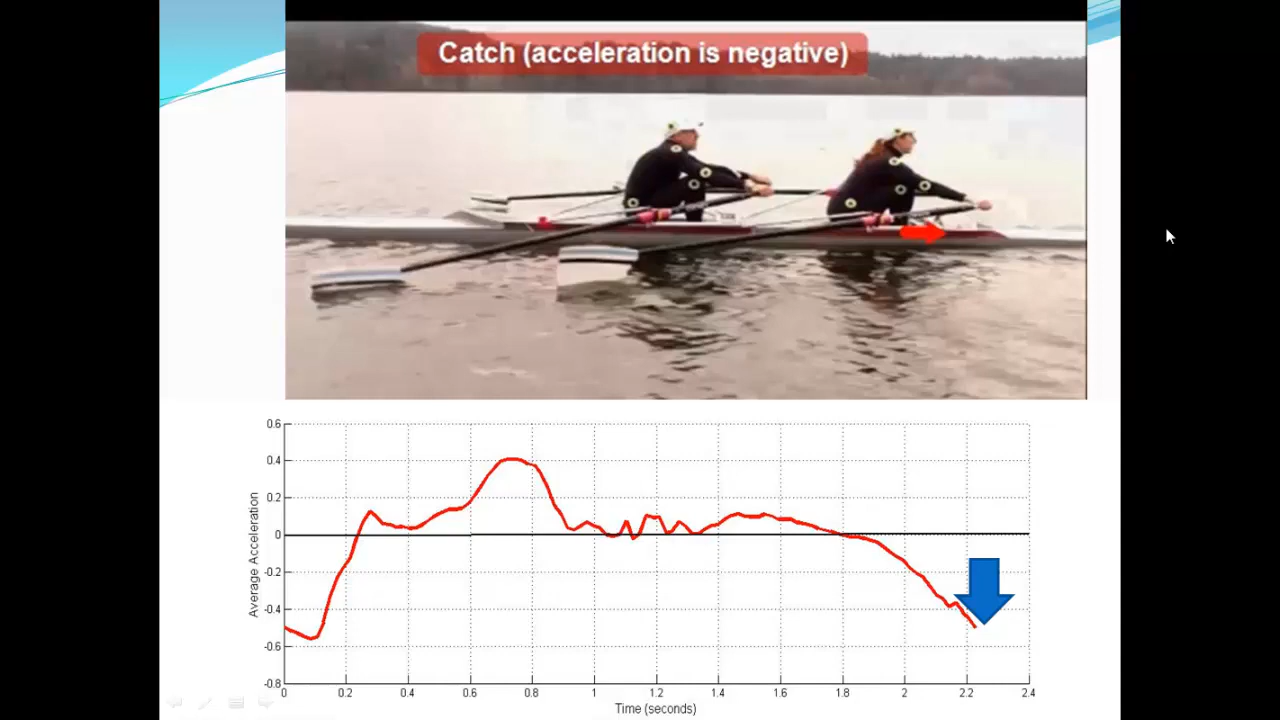 Catch (acceleration is negative)
0.6
0.4
0.2
0
-0.2
-0.4
-0.6
-0.8
Average Acceleration
0 0.2 0.4 0.6 0.8 1 1.2 1.4 1.6 1.8 2 2.2 2.4
Time (seconds)